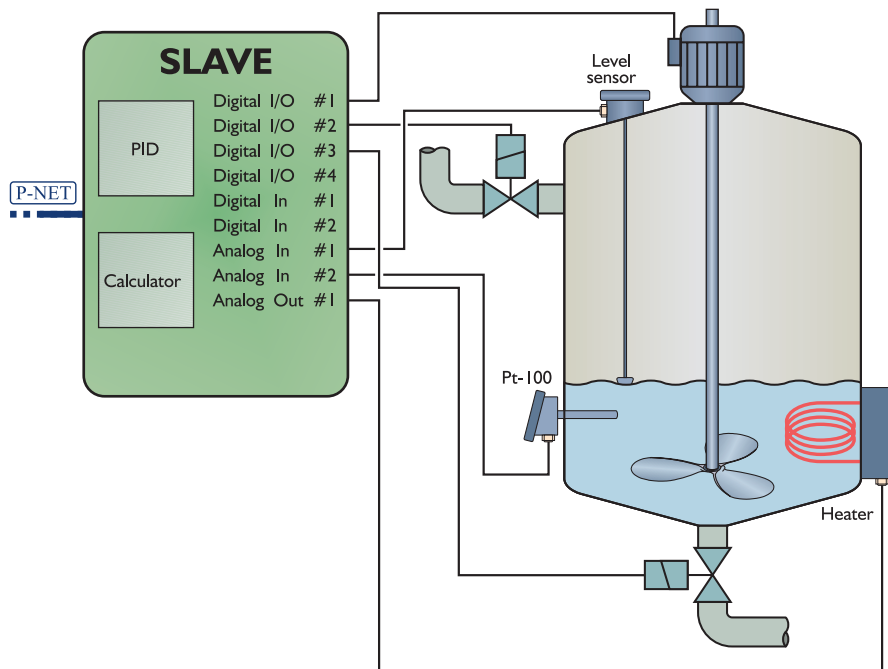 SLAVE
PID
Calculator
Digital I/O #1
Digital I/O #2
Digital I/O #3
Digital I/O #4
Digital In #1
Digital In #2
Analog In #1
Analog In #2
Analog Out #1
P-NET
Level
sensor
Pt-100
Heater